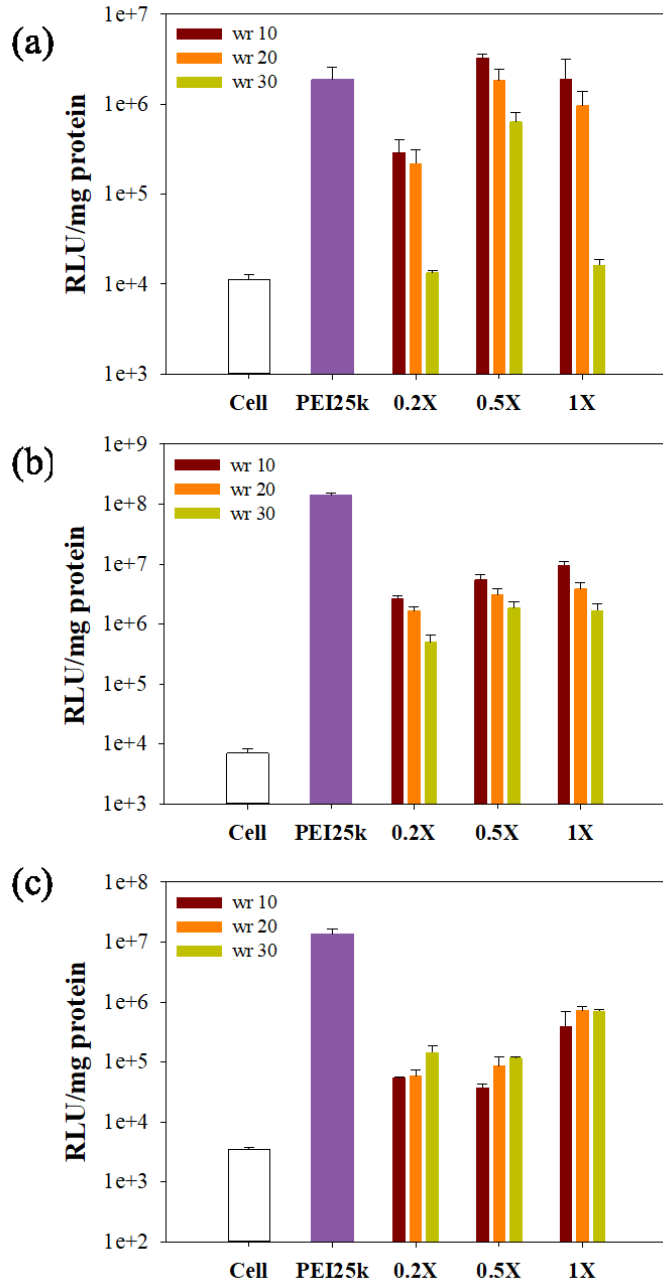 (a)
RLU/mg protein
1e+7
1e+6
1e+5
1e+4
1e+3
wr 10
wr 20
wr 30
Cell PEI25k 0.2X 0.5X 1X
(b)
RLU/mg protein
1e+9
1e+8
1e+7
1e+6
1e+5
1e+4
1e+3
wr 10
wr 20
wr 30
Cell PEI25k 0.2X 0.5X 1X
(c)
RLU/mg protein
1e+8
1e+7
1e+6
1e+5
1e+4
1e+3
1e+2
wr 10
wr 20
wr 30
Cell PEI25k 0.2X 0.5X 1X